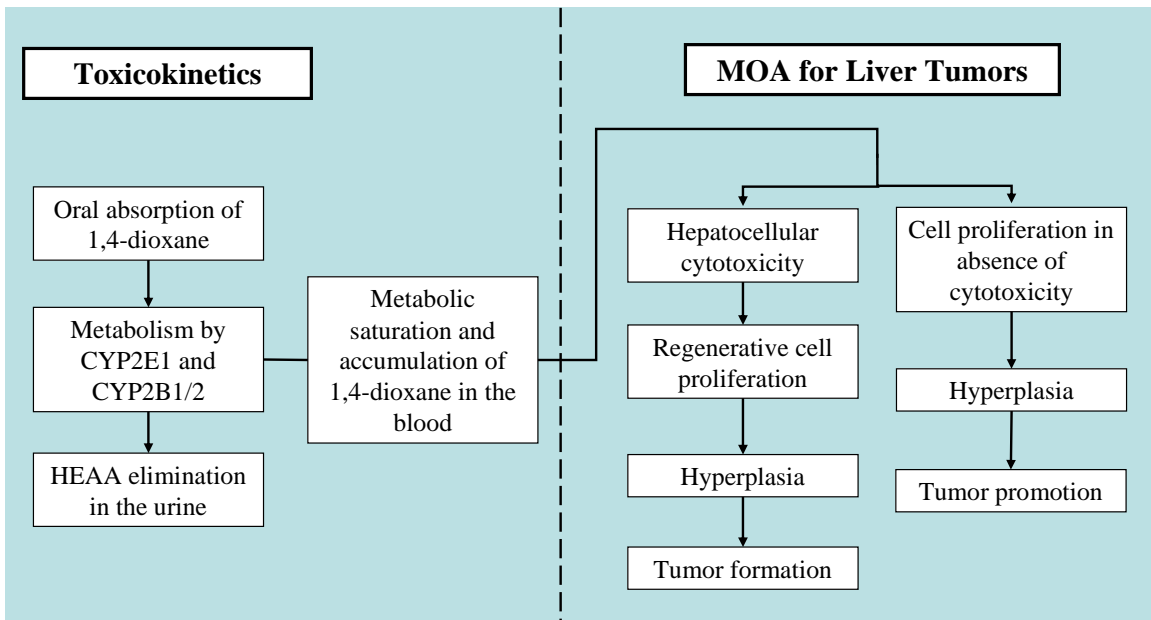 Toxicokinetics
Oral absorption of
1,4-dioxane
Metabolism by
CYP2E1 and
CYP2B1/2
HEAA elimination
in the urine
Metabolic
saturation and
accumulation of
1,4-dioxane in the
blood
MOA for Liver Tumors
Hepatocellular
cytotoxicity
Regenerative cell
proliferation
Hyperplasia
Tumor formation
Cell proliferation in
absence of
cytotoxicity
Hyperplasia
Tumor promotion